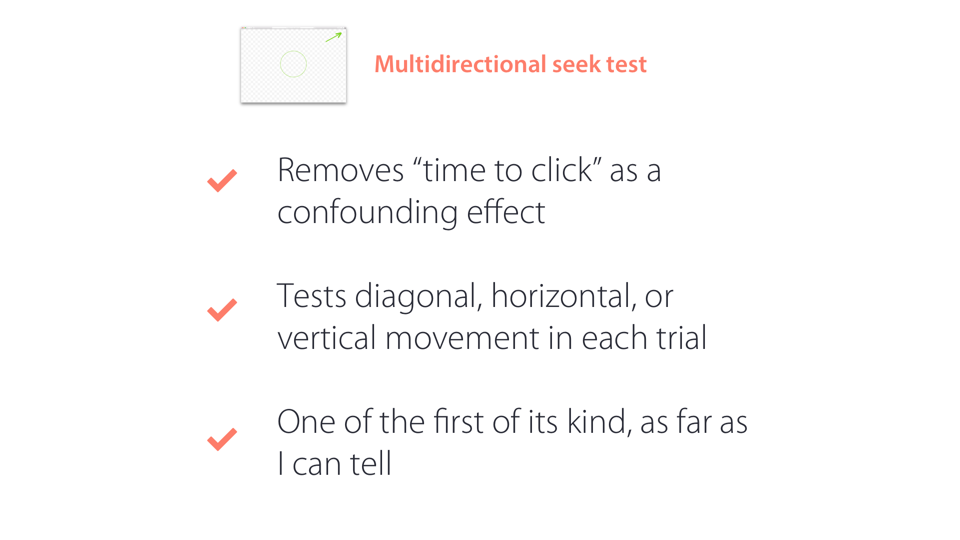 Multidirectional seek test
Removes “time to click” as a
confounding effect
Tests diagonal, horizontal, or
vertical movement in each trial
One of the first of its kind, as far as
I can tell